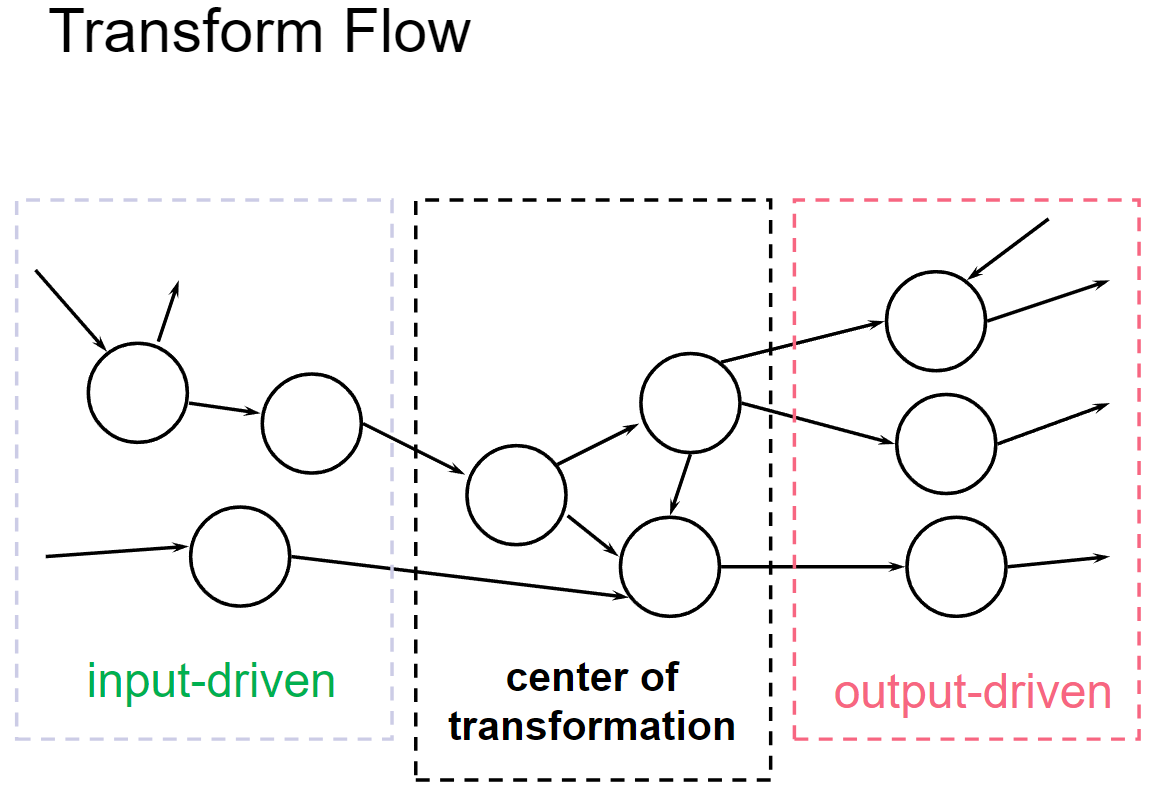 Transform Flow
input-driven
center of
transformation
output-driven